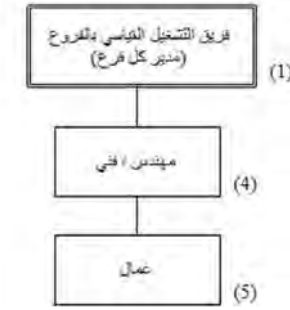 فريق التشغيل القياسي بالفروع
(مدير كل فرع)
(1)
مهندس / فني
(4)
عمال
(5)